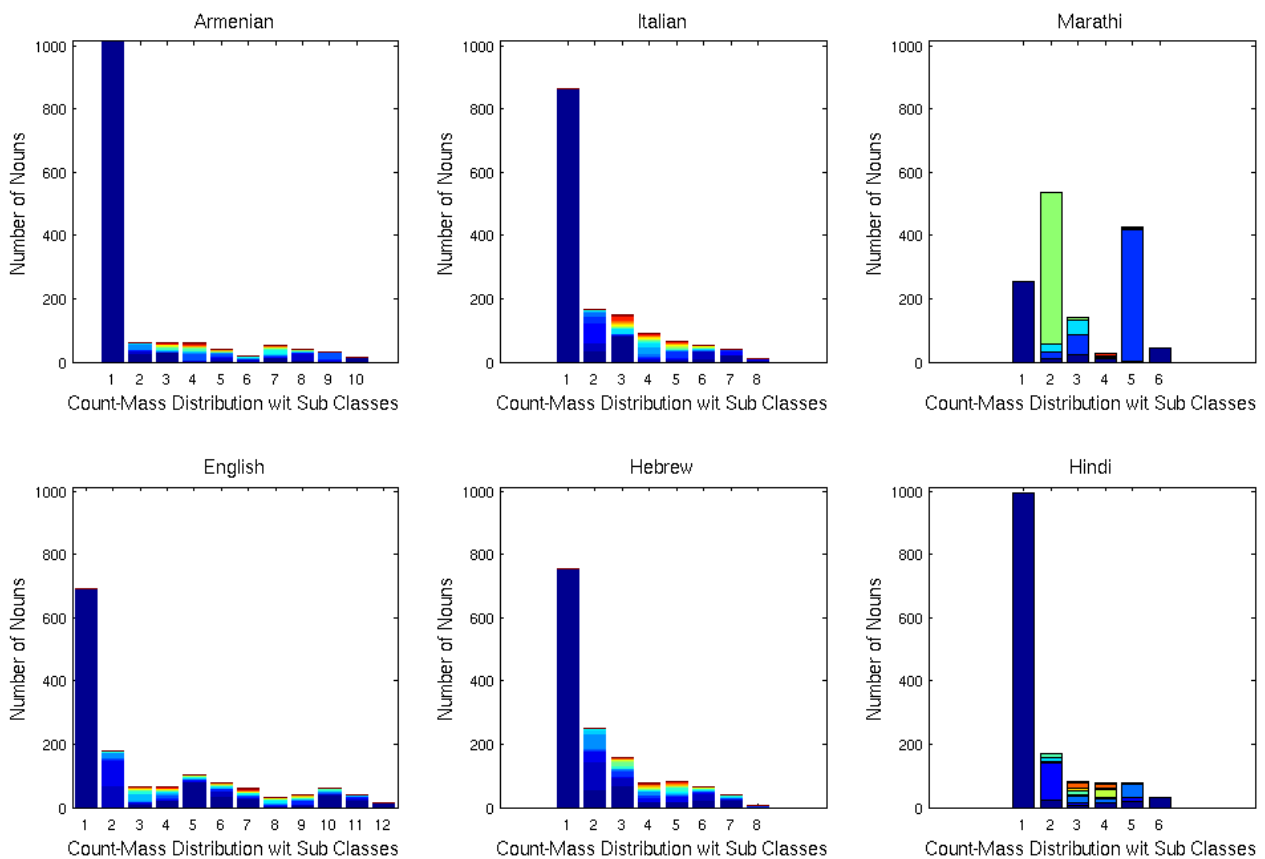 Armenian
Number of Nouns
1000
800
600
400
200
0
1 2 3 4 5 6 7 8 9 10
Count-Mass Distribution wit Sub Classes
Italian
Number of Nouns
1000
800
600
400
200
0
1 2 3 4 5 6 7 8
Count-Mass Distribution wit Sub Classes
Marathi
Number of Nouns
1000
800
600
400
200
0
1 2 3 4 5 6
Count-Mass Distribution wit Sub Classes
English
Number of Nouns
1000
800
600
400
200
0
1 2 3 4 5 6 7 8 9 10 11 12
Count-Mass Distribution wit Sub Classes
Hebrew
Number of Nouns
1000
800
600
400
200
0
1 2 3 4 5 6 7 8
Count-Mass Distribution wit Sub Classes
Hindi
Number of Nouns
1000
800
600
400
200
0
1 2 3 4 5 6
Count-Mass Distribution wit Sub Classes